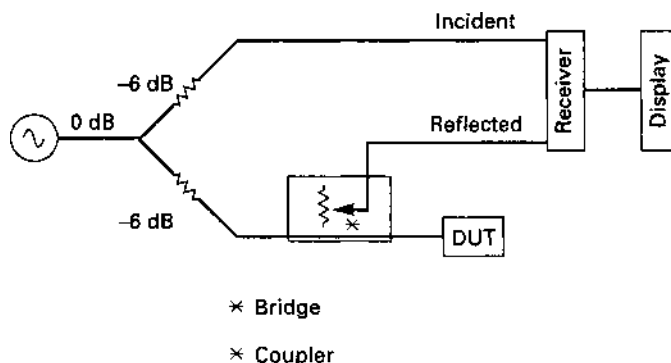 Incident
–6 dB
0 dB
Receiver
Display
Reflected
–6 dB
DUT
* Bridge
* Coupler